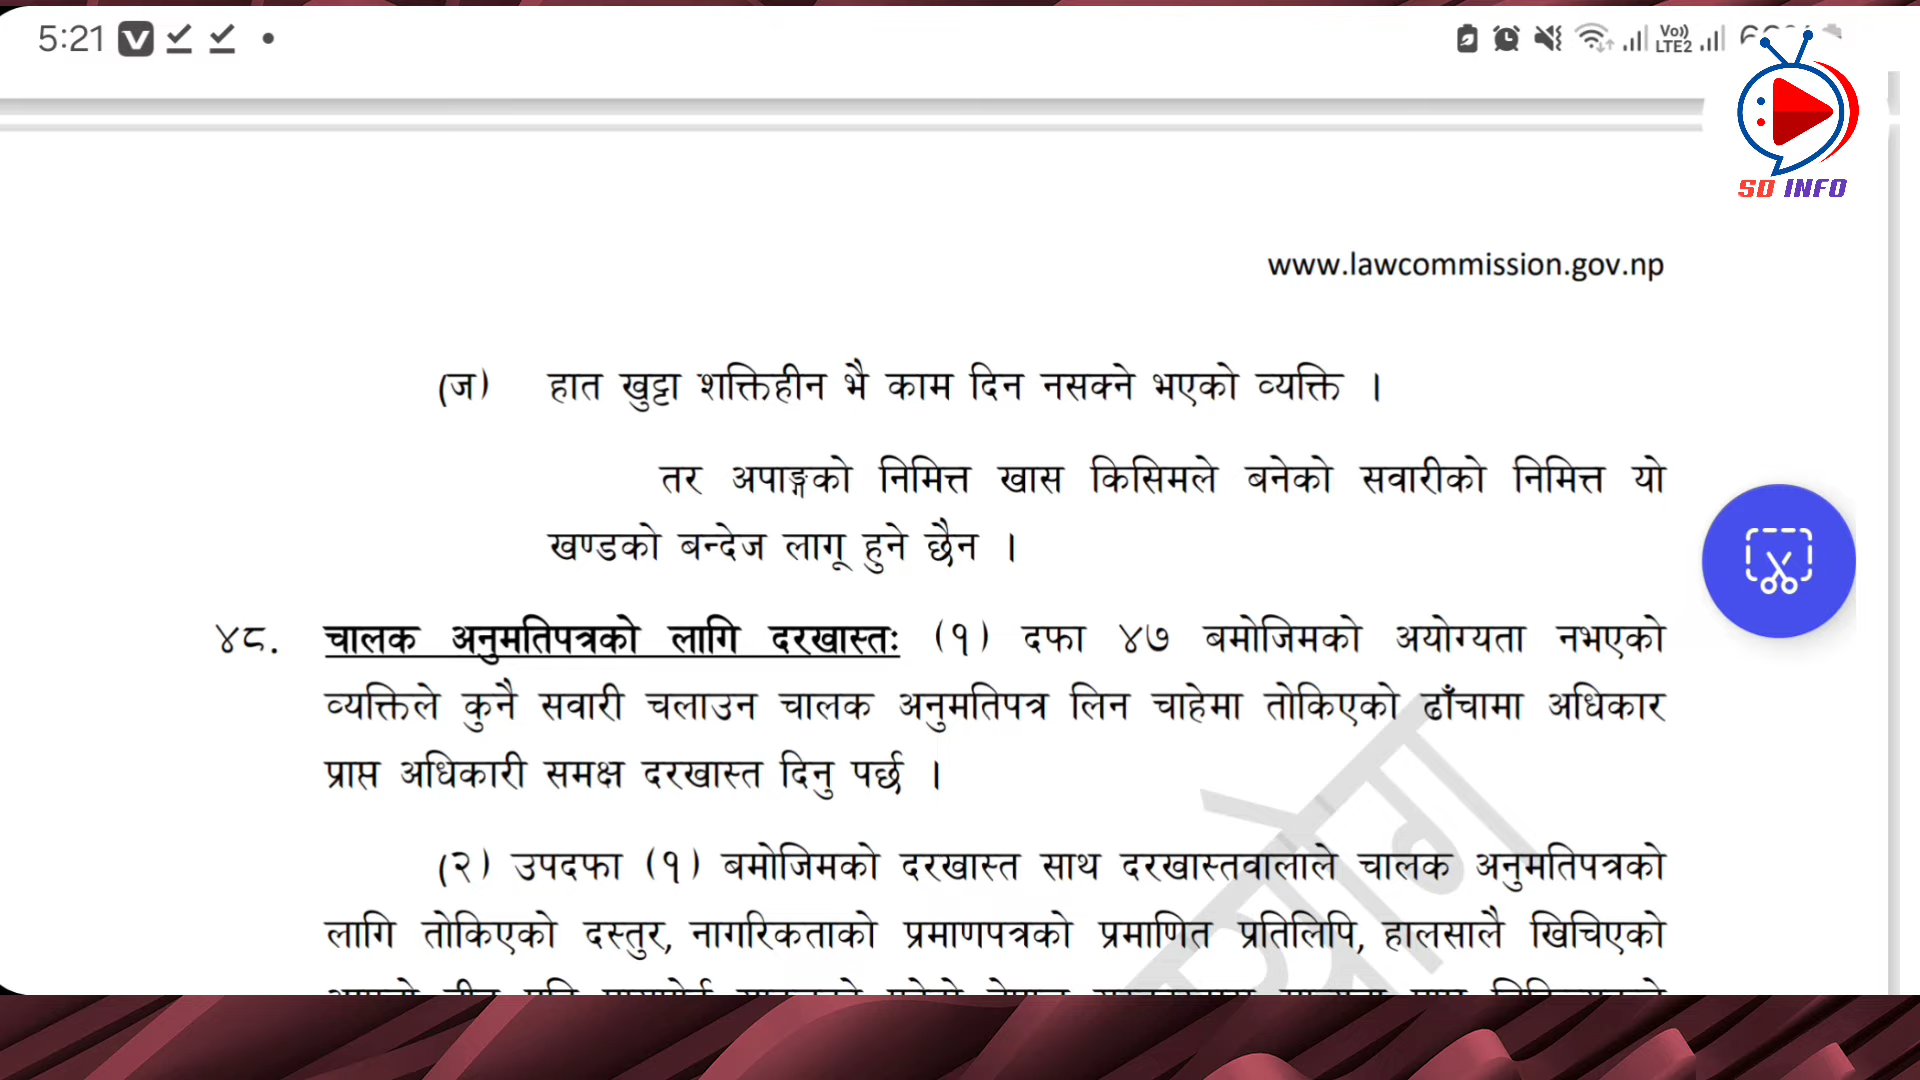 5:21
Vo))
LTE2
SD INFO
www.lawcommission.gov.np
(ज) हात खुट्टा शक्तिहीन भै काम दिन नसक्ने भएको व्यक्ति ।
तर अपाङ्गको निमित्त खास किसिमले बनेको सवारीको निमित्त यो
खण्डको बन्देज लागू हुने छैन ।
४८. चालक अनुमतिपत्रको लागि दरखास्तः (१) दफा ४७ बमोजिमको अयोग्यता नभएको
व्यक्तिले कुनै सवारी चलाउन चालक अनुमतिपत्र लिन चाहेमा तोकिएको ढाँचामा अधिकार
प्राप्त अधिकारी समक्ष दरखास्त दिनु पर्छ ।
(२) उपदफा (१) बमोजिमको दरखास्त साथ दरखास्तवालाले चालक अनुमतिपत्रको
लागि तोकिएको दस्तुर, नागरिकताको प्रमाणपत्रको प्रमाणित प्रतिलिपि, हालसालै खिचिएको